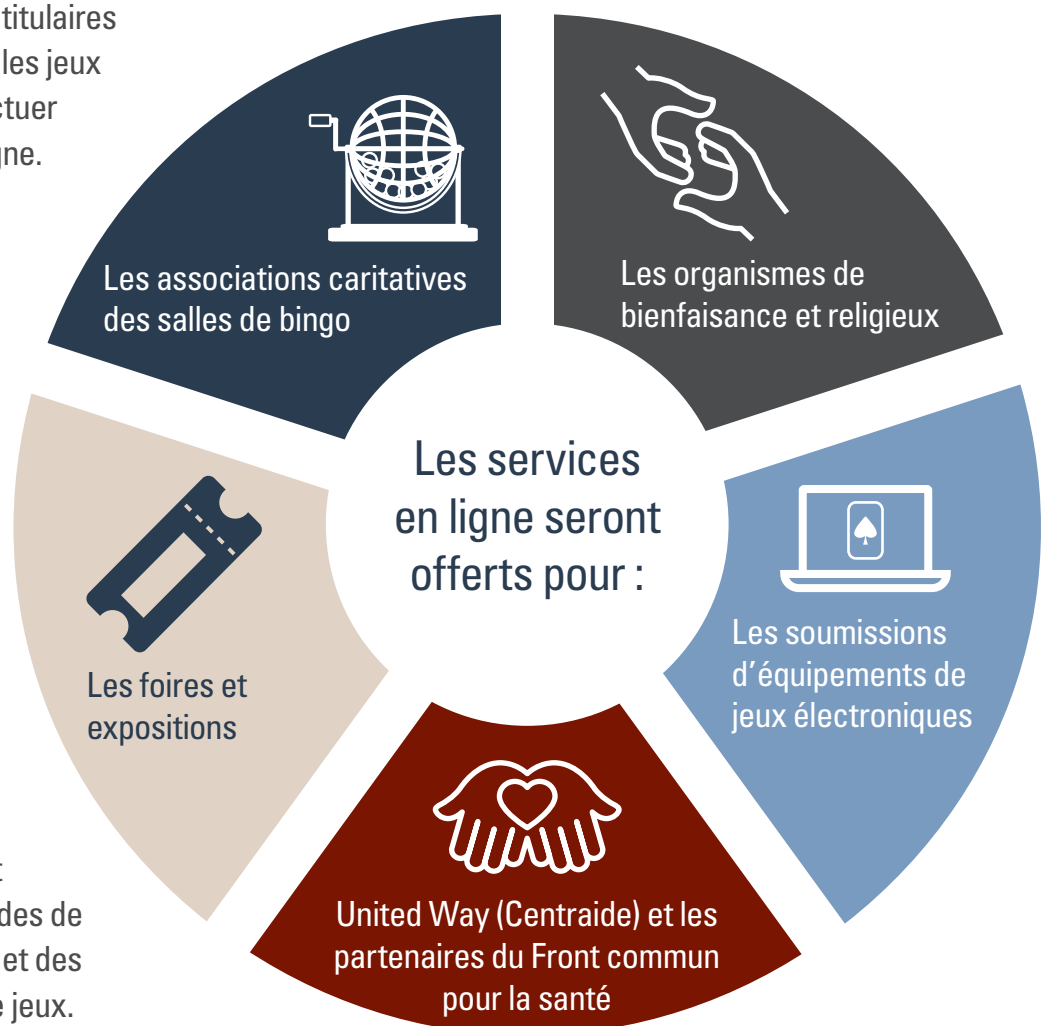 titulaires
les jeux
gne.
Les associations caritatives
des salles de bingo
Les organismes de
bienfaisance et religieux
Les services
en ligne seront
offerts pour :
Les foires et
expositions
Les soumissions
d’équipements de
jeux électroniques
United Way (Centraide) et les
partenaires du Front commun
pour la santé
des de
et des
jeux.